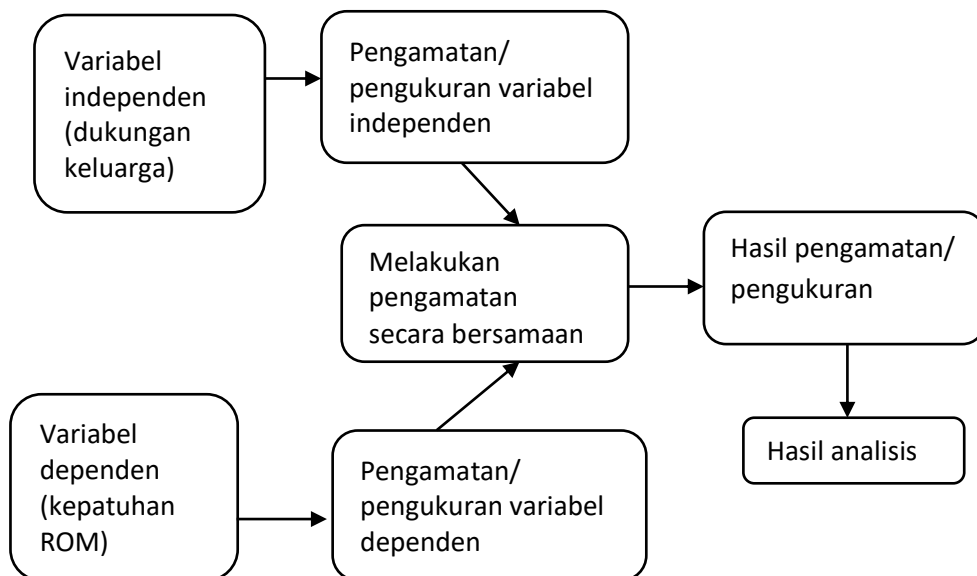 Variabel
independen
(dukungan
keluarga)
Pengamatan/
pengukuran variabel
independen
Melakukan
pengamatan
secara bersamaan
Hasil pengamatan/
pengukuran
Variabel
dependen
(kepatuhan
ROM)
Pengamatan/
pengukuran variabel
dependen
Hasil analisis